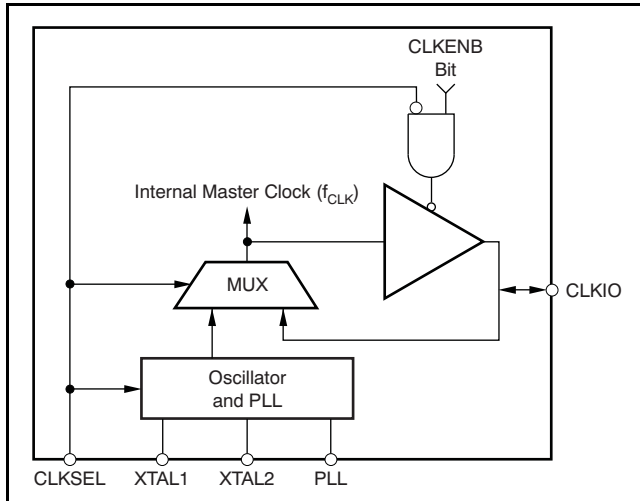 CLKENB
Bit
Internal Master Clock (fCLK)
MUX
CLKIO
Oscillator
and PLL
CLKSEL XTAL1 XTAL2 PLL